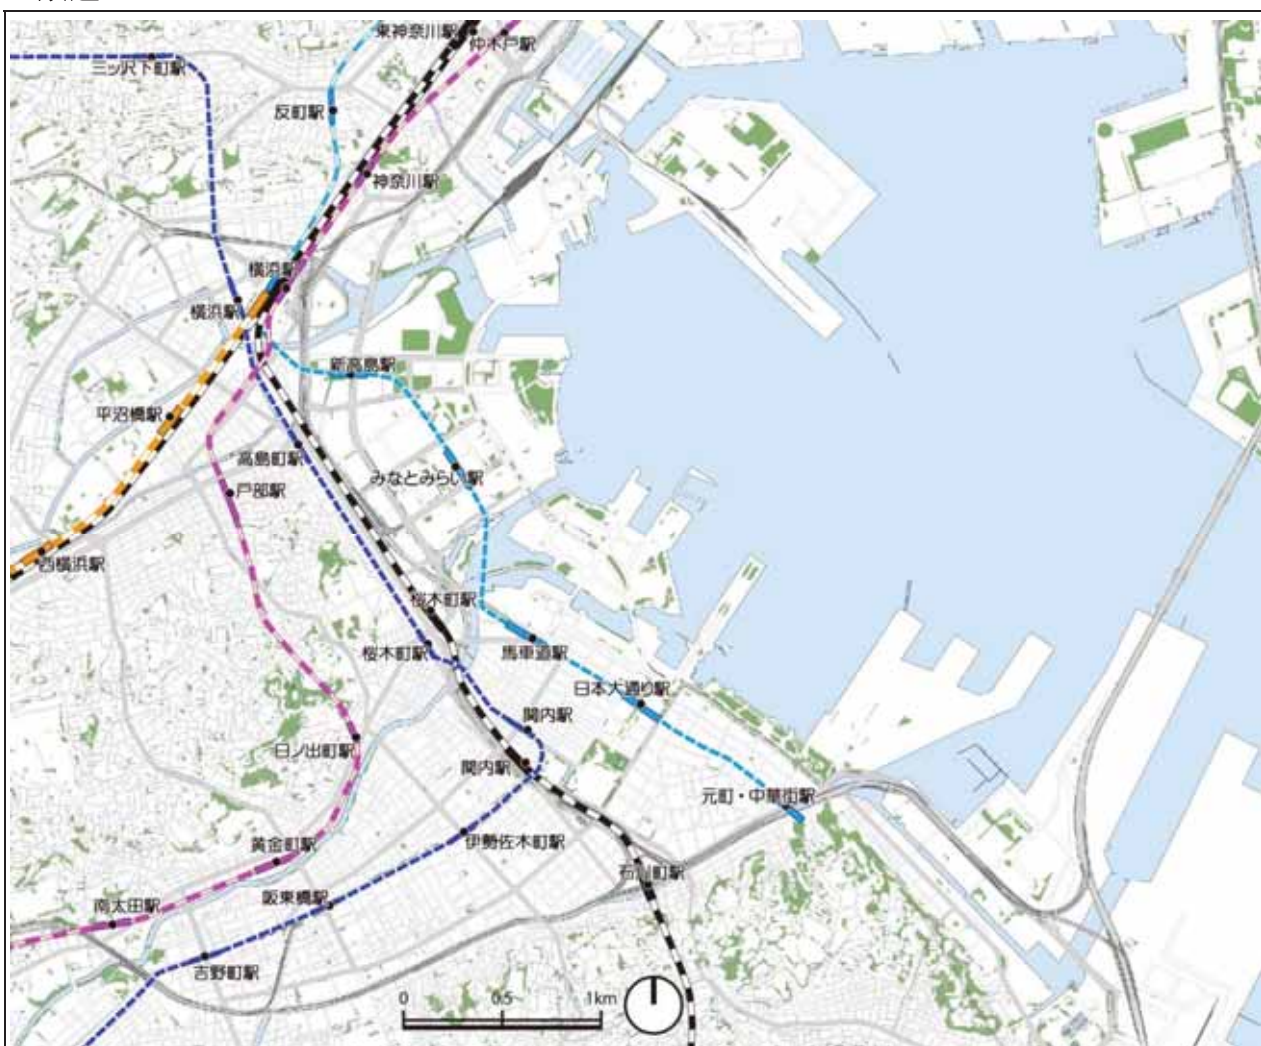 東神奈川駅
仲木戸駅
三ッ沢下町駅
反町駅
神奈川駅
横浜駅
横浜駅
新高島駅
平沼橋駅
高島町駅
みなとみらい駅
戸部駅
西横浜駅
桜木町駅
桜木町駅
馬車道駅
日本大通り駅
関内駅
日ノ出町駅
関内駅
元町・中華街駅
伊勢佐木町駅
黄金町駅
石川町駅
阪東橋駅
南太田駅
吉野町駅
0 0.5 1km